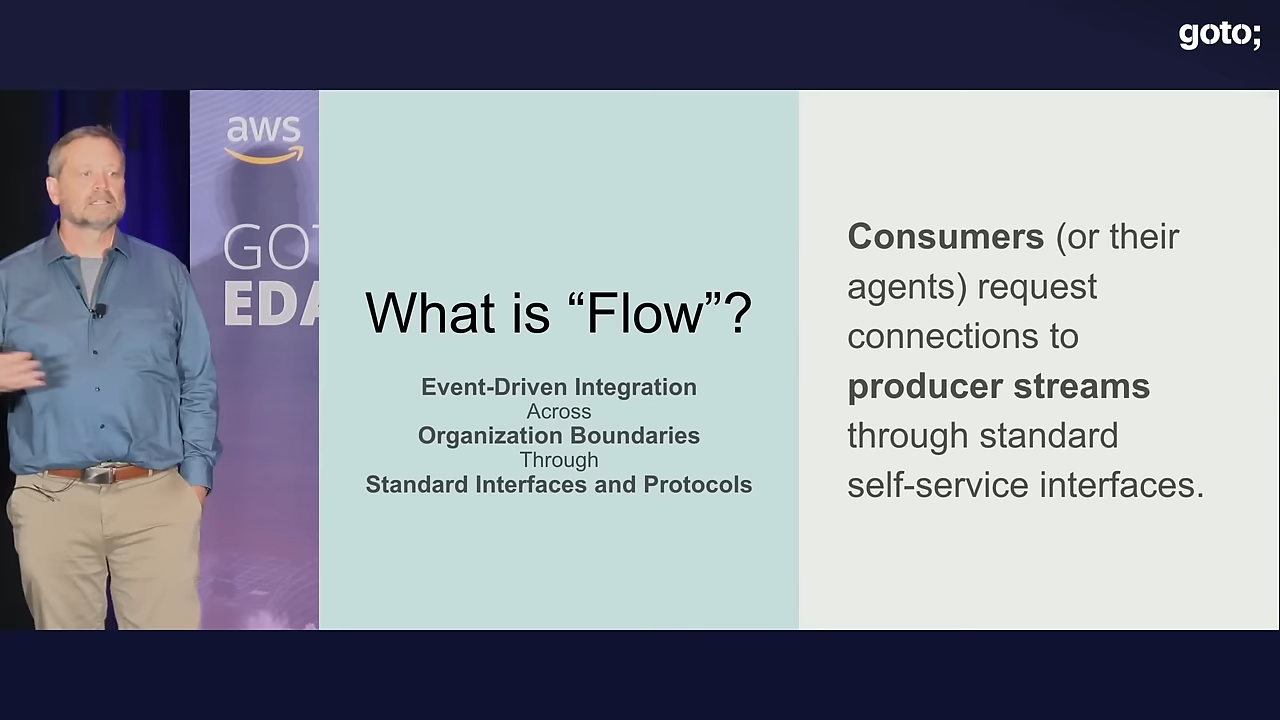 goto;
aws
GOT
EDA
What is “Flow”?
Event-Driven Integration
Across
Organization Boundaries
Through
Standard Interfaces and Protocols
Consumers (or their
agents) request
connections to
producer streams
through standard
self-service interfaces.